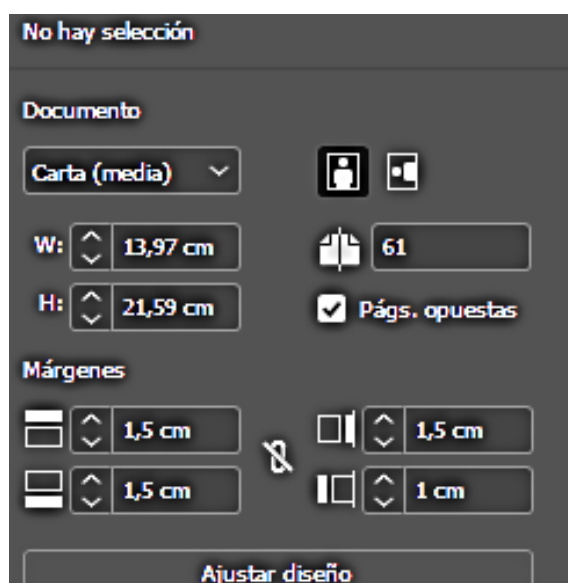 No hay selección
Documento
Carta (media)
W: 13,97 cm 61
H: 21,59 cm Págs. opuestas
Márgenes
1,5 cm 1,5 cm
1,5 cm 1 cm
Ajustar diseño